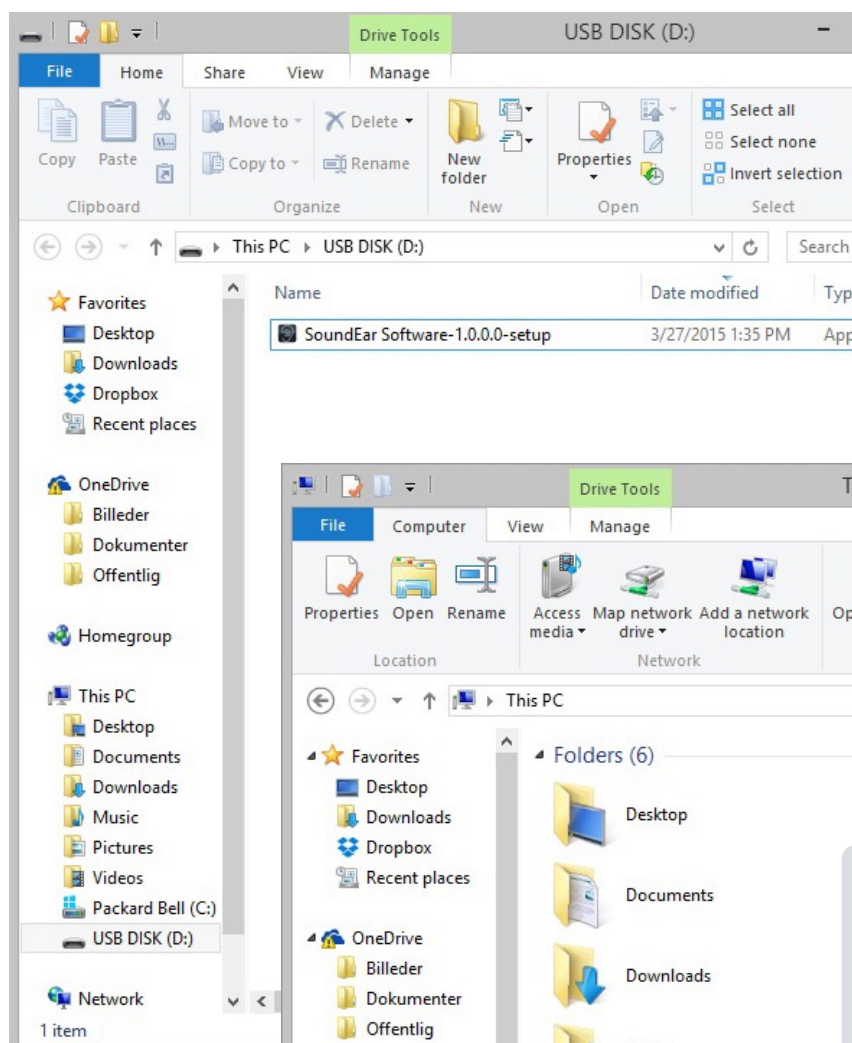 Drive Tools USB DISK (D:)
File Home Share View Manage
Copy Paste Move to Copy to Delete Rename New folder Properties Select all Select none Invert selection
Clipboard Organize New Open Select
This PC USB DISK (D:) Search
Name Date modified Typ
SoundEar Software-1.0.0.0-setup 3/27/2015 1:35 PM App
Favorites
Desktop
Downloads
Dropbox
Recent places
OneDrive
Billeder
Dokumenter
Offentlig
Homegroup
This PC
Desktop
Documents
Downloads
Music
Pictures
Videos
Packard Bell (C:)
USB DISK (D:)
Network
1 item
Drive Tools T
File Computer View Manage
Properties Open Rename Access media Map network drive Add a network location Op
Location Network
This PC
Favorites
Desktop
Downloads
Dropbox
Recent places
OneDrive
Billeder
Dokumenter
Offentlig
Folders (6)
Desktop
Documents
Downloads